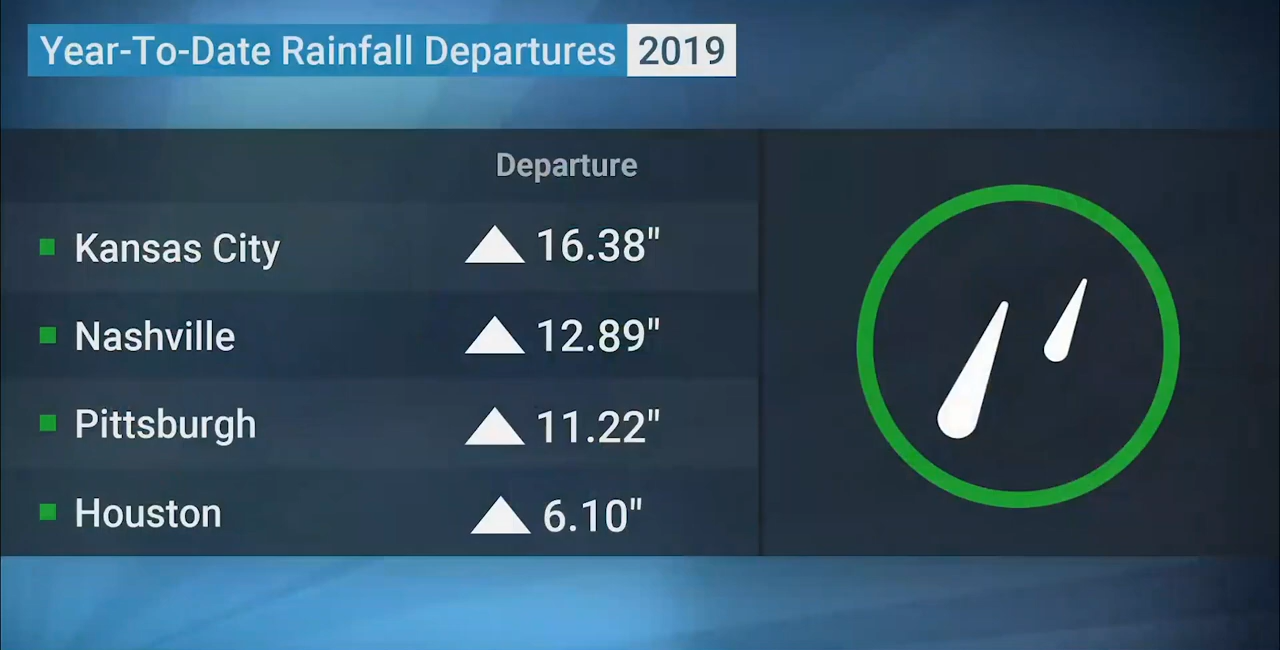 Year-To-Date Rainfall Departures 2019
Departure
Kansas City 16.38"
Nashville 12.89"
Pittsburgh 11.22"
Houston 6.10"